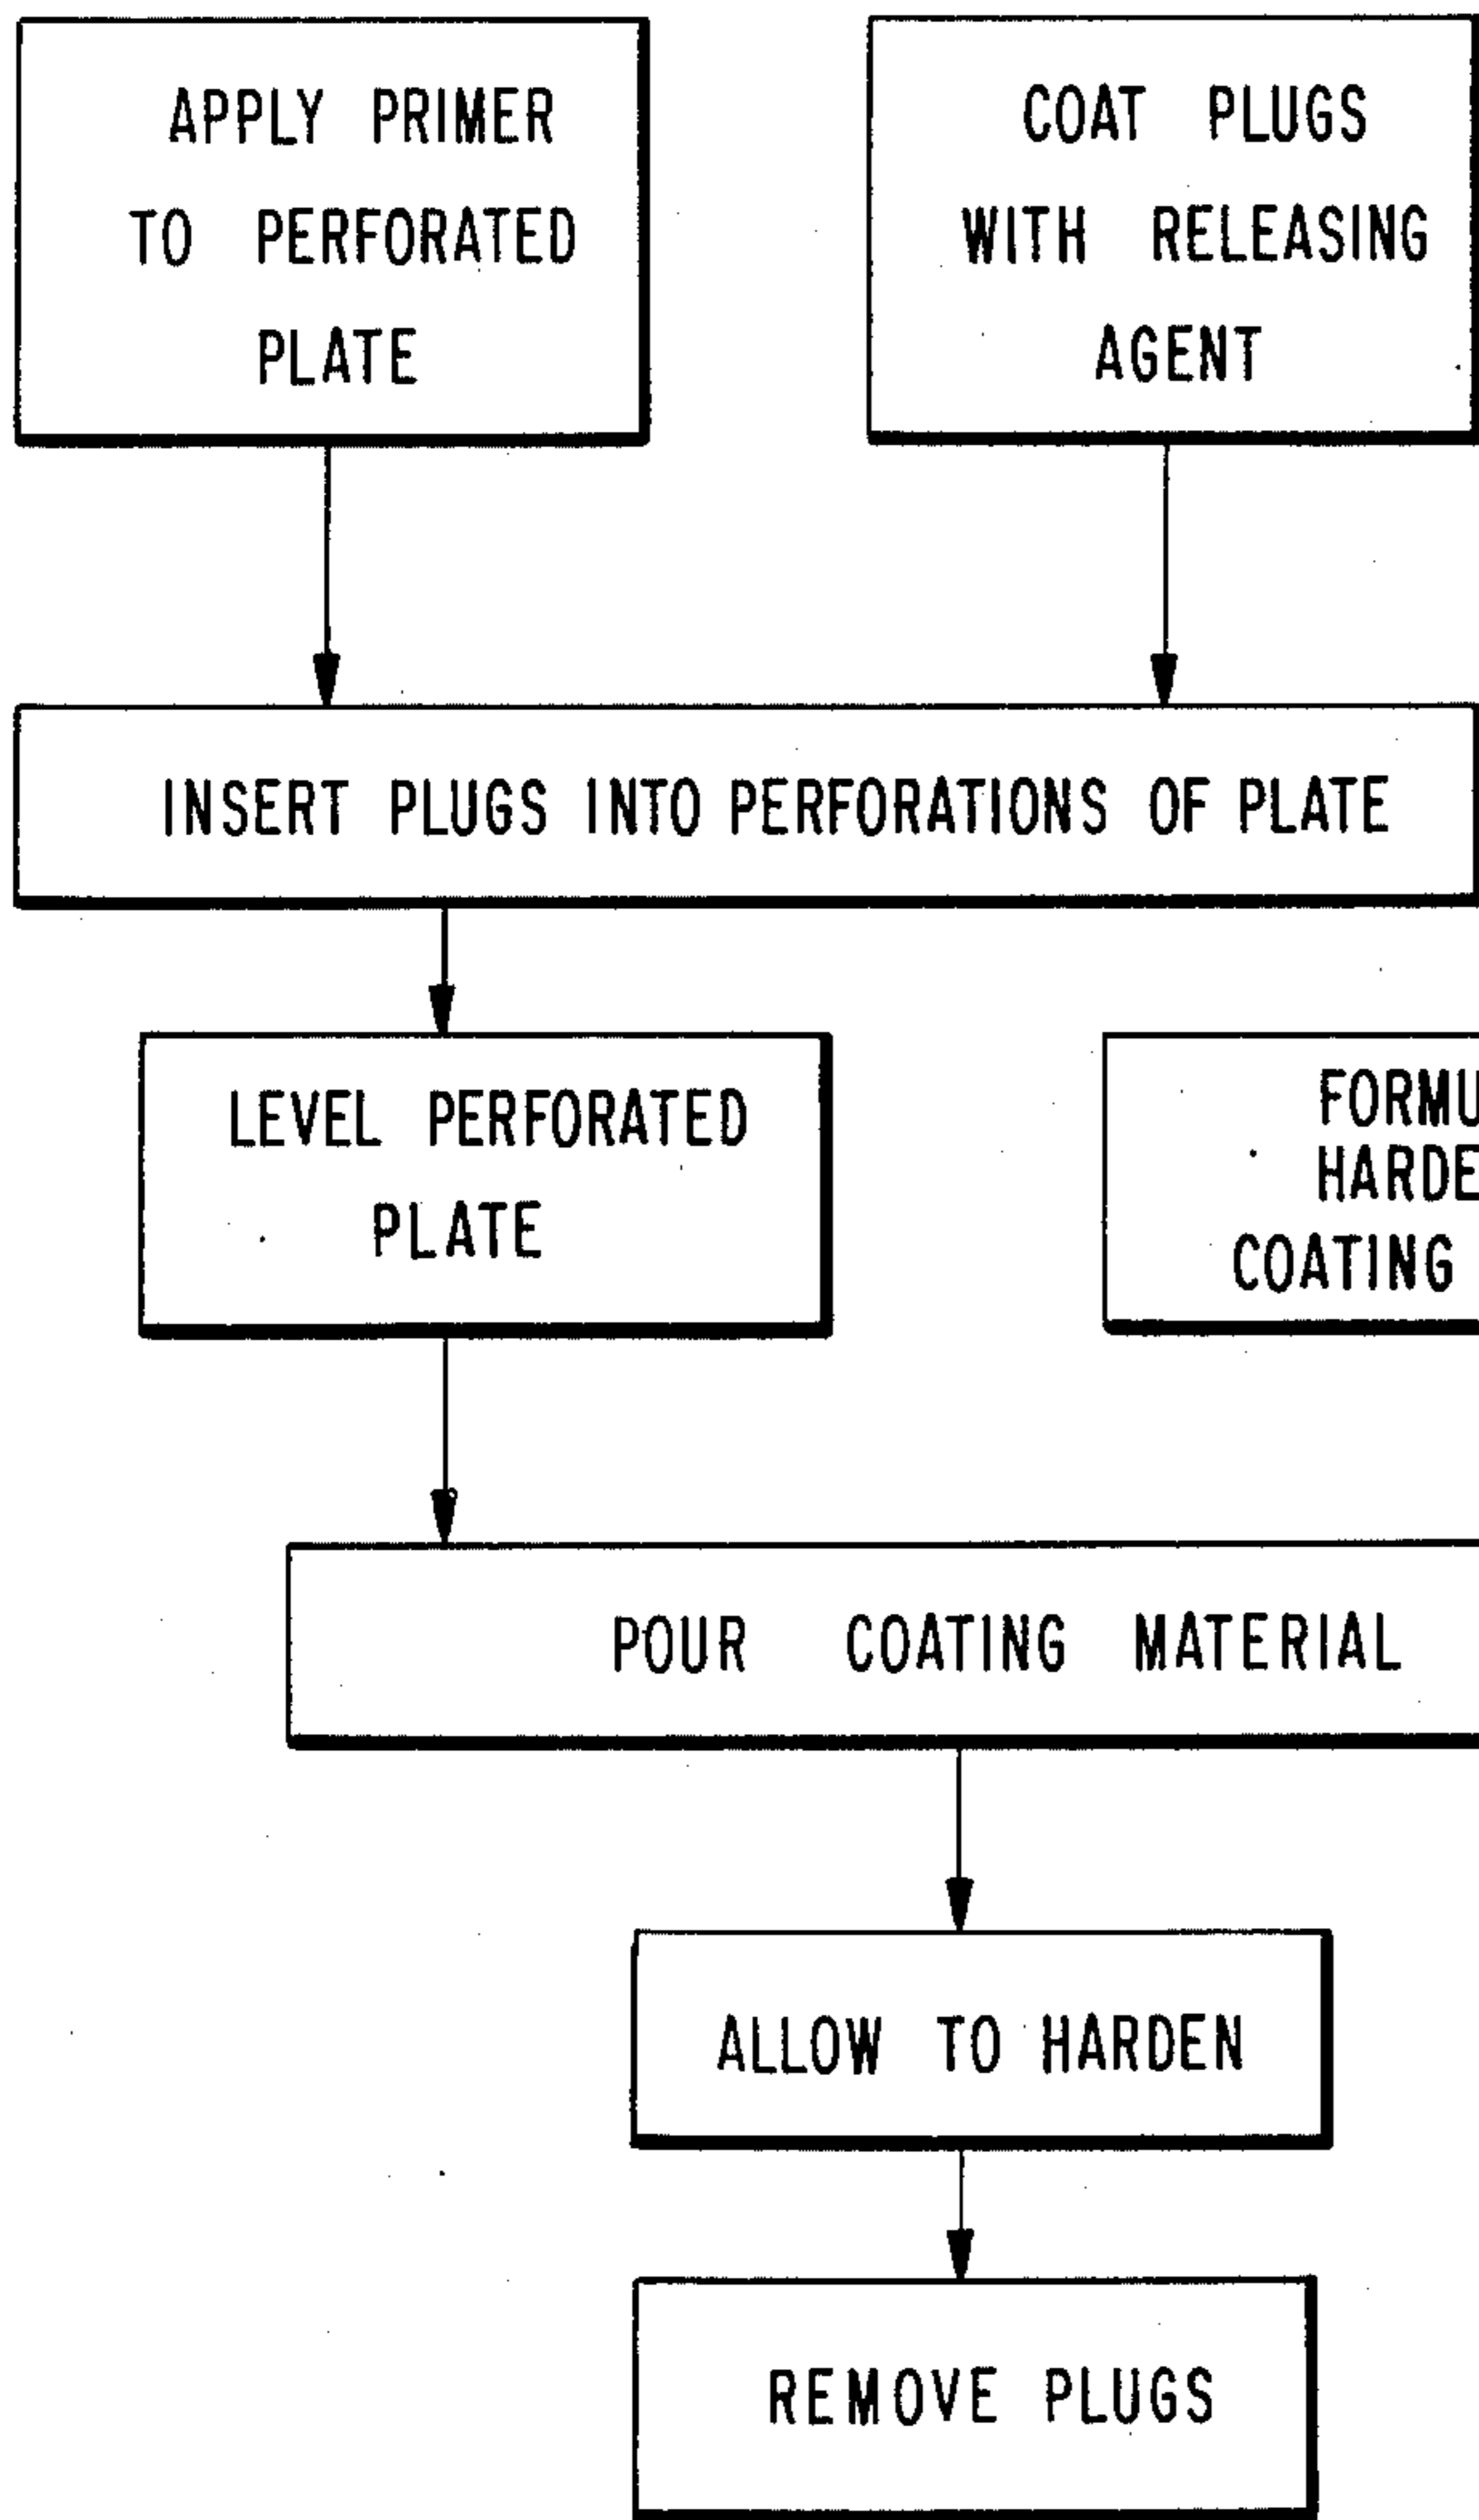 APPLY PRIMER
TO PERFORATED
PLATE
COAT PLUGS
WITH RELEASING
AGENT
INSERT PLUGS INTO PERFORATIONS OF PLATE
LEVEL PERFORATED
PLATE
COATING
POUR COATING MATERIAL
ALLOW TO HARDEN
REMOVE PLUGS